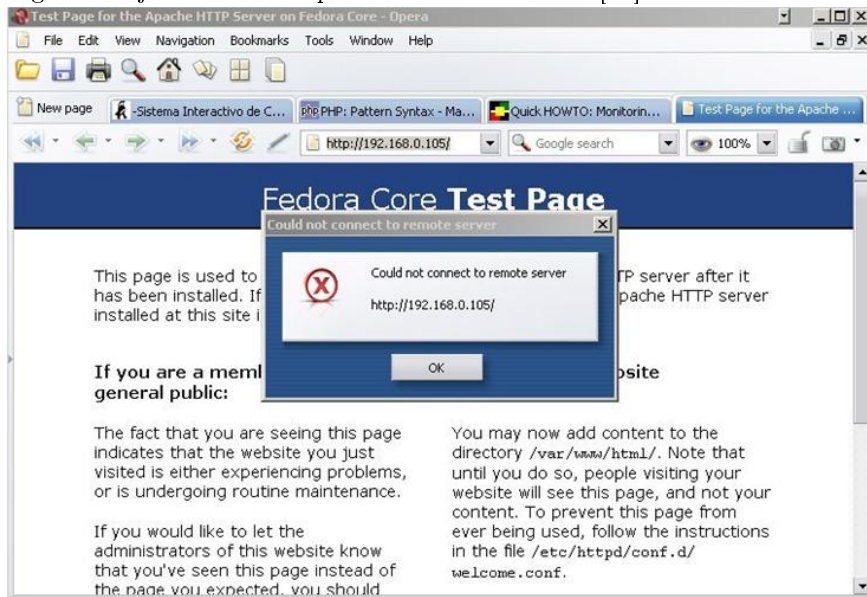 Test Page for the Apache HTTP Server on Fedora Core - Opera
File Edit View Navigation Bookmarks Tools Window Help
New page -Sistema Interactivo de C... php PHP: Pattern Syntax - Ma... Quick HOWTO: Monitorin... Test Page for the Apache ...
http://192.168.0.105/ Google search 100%
Fedora Core Test Page
Could not connect to remote server
Could not connect to remote server
http://192.168.0.105/
OK
This page is used to TP server after it
has been installed. If pache HTTP server
installed at this site i
If you are a meml
general public:
osite
The fact that you are seeing this page
indicates that the website you just
visited is either experiencing problems,
or is undergoing routine maintenance.
If you would like to let the
administrators of this website know
that you've seen this page instead of
the page you expected, you should
You may now add content to the
directory /var/www/html/. Note that
until you do so, people visiting your
website will see this page, and not your
content. To prevent this page from
ever being used, follow the instructions
in the file /etc/httpd/conf.d/
welcome.conf.